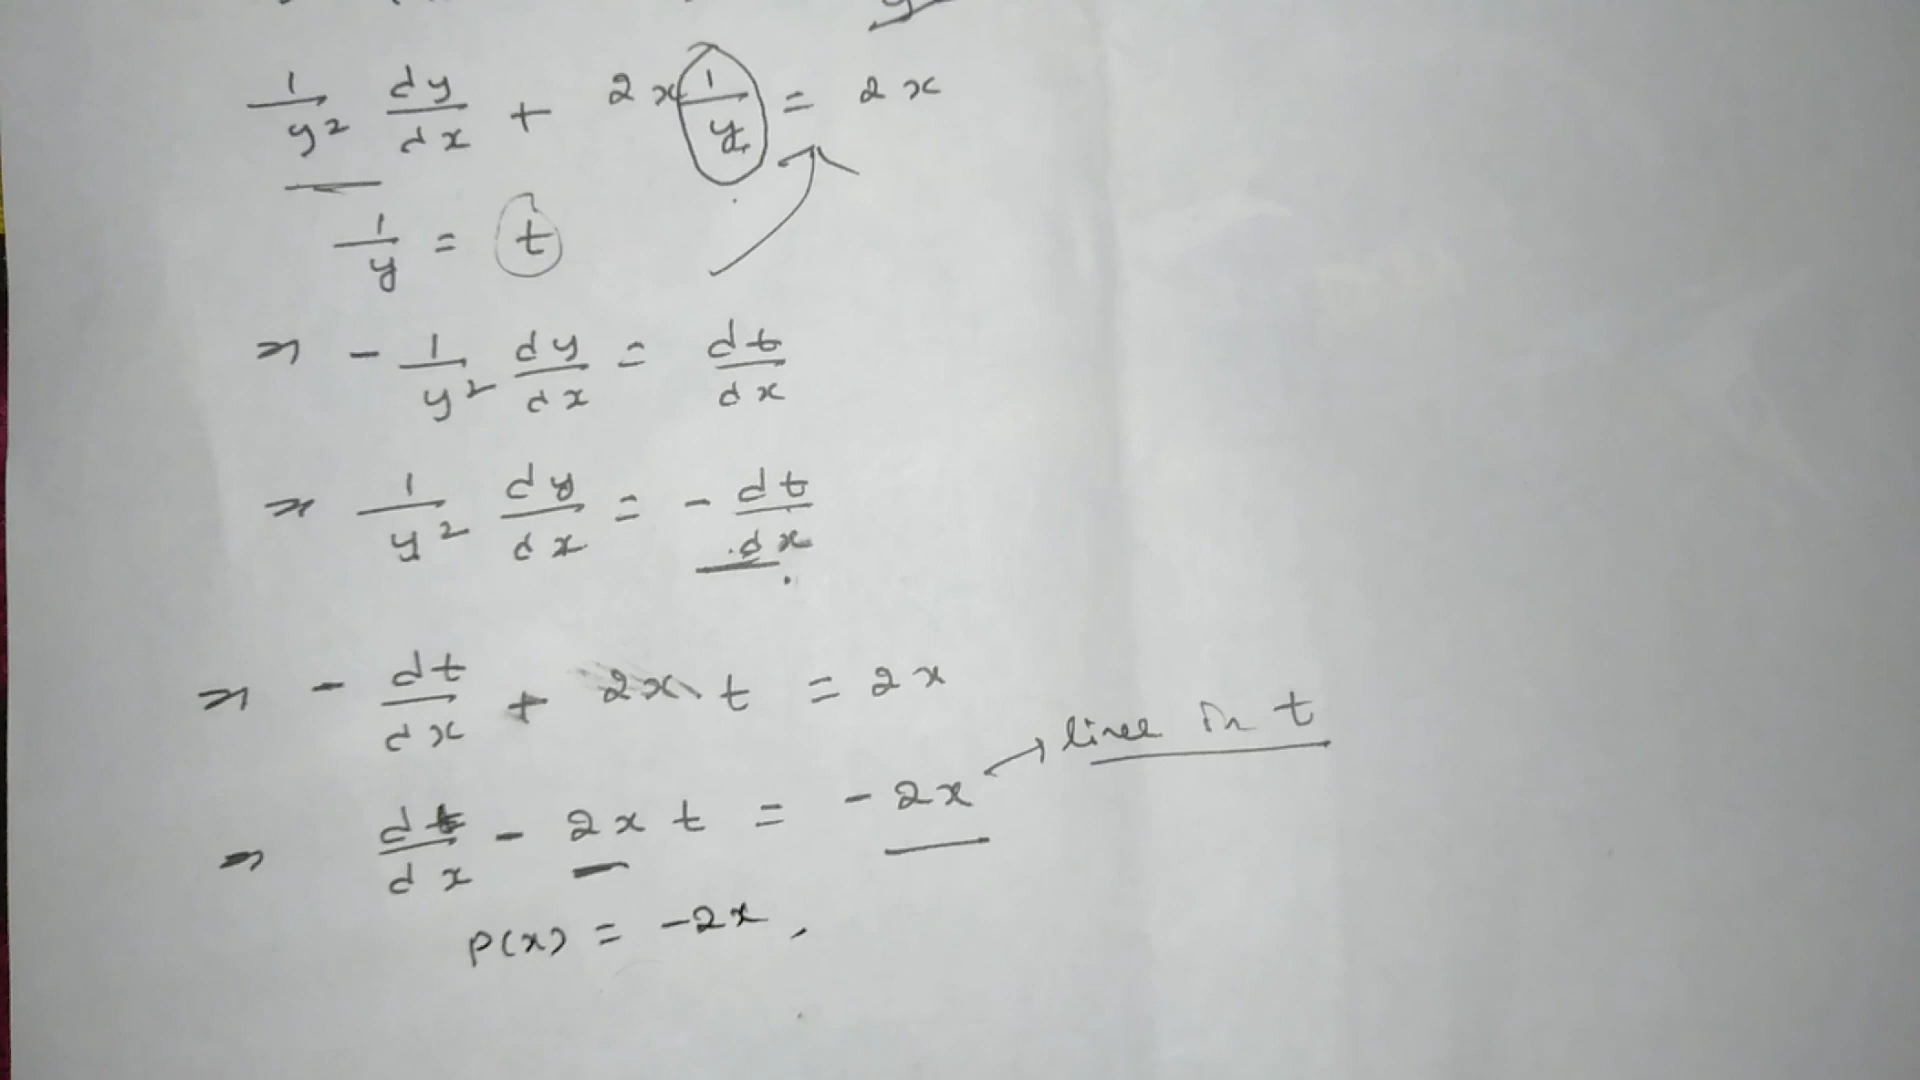 1/y² dy/dx + 2x 1/y = 2x
1/y = t
⇒ - 1/y² dy/dx = dt/dx
⇒ 1/y² dy/dx = - dt/dx
⇒ - dt/dx + 2x t = 2x
⇒ dt/dx - 2x t = - 2x → in t
P(x) = -2x,